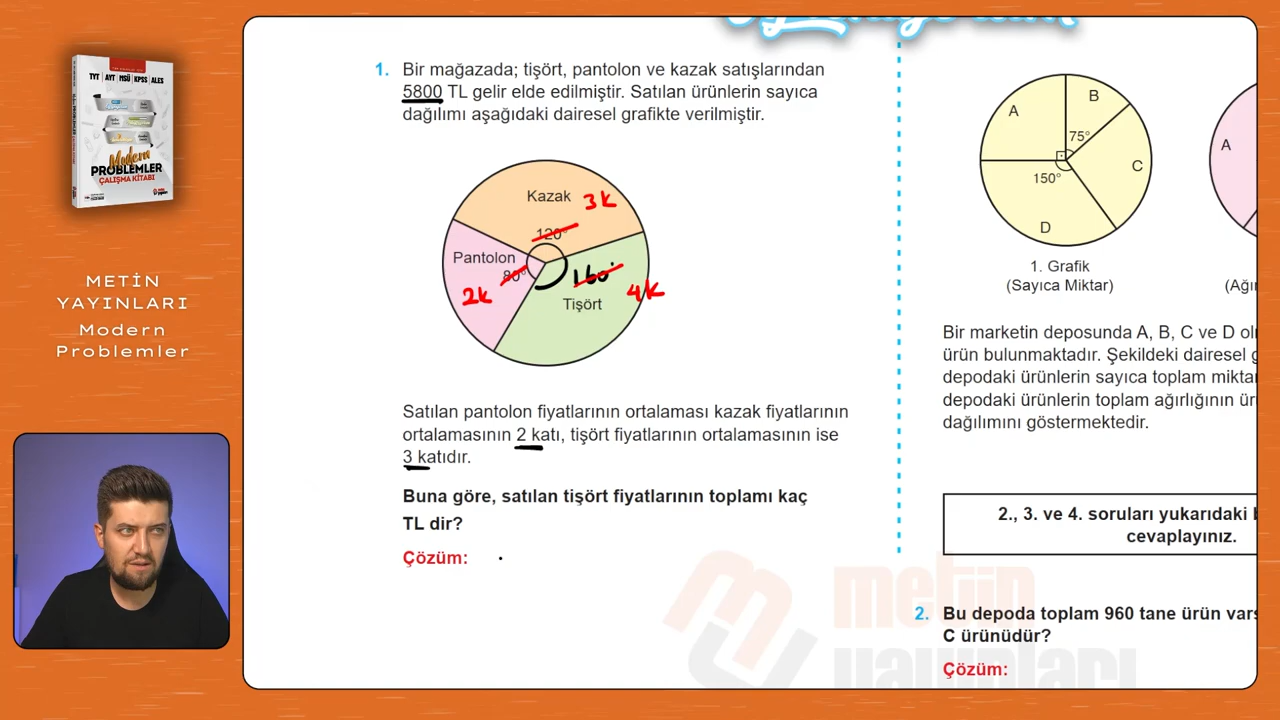 TYT | AYT | MSÜ | KPSS | ALES
Modern
PROBLEMLER
ÇALIŞMA KİTABI
METİN
YAYINLARI
Modern
Problemler
1. Bir mağazada; tişört, pantolon ve kazak satışlarından
5800 TL gelir elde edilmiştir. Satılan ürünlerin sayıca
dağılımı aşağıdaki dairesel grafikte verilmiştir.
Kazak
3k
120°
Pantolon
80°
160°
2k
4k
Tişört
Satılan pantolon fiyatlarının ortalaması kazak fiyatlarının
ortalamasının 2 katı, tişört fiyatlarının ortalamasının ise
3 katıdır.
Buna göre, satılan tişört fiyatlarının toplamı kaç
TL dir?
Çözüm:
A
B
75°
C
150°
D
1. Grafik
(Sayıca Miktar)
A
(Ağır
Bir marketin deposunda A, B, C ve D ol
ürün bulunmaktadır. Şekildeki dairesel g
depodaki ürünlerin sayıca toplam miktar
depodaki ürünlerin toplam ağırlığının ür
dağılımını göstermektedir.
2., 3. ve 4. soruları yukarıdaki b
cevaplayınız.
2. Bu depoda toplam 960 tane ürün vars
C ürünüdür?
Çözüm:
metin
yayınları